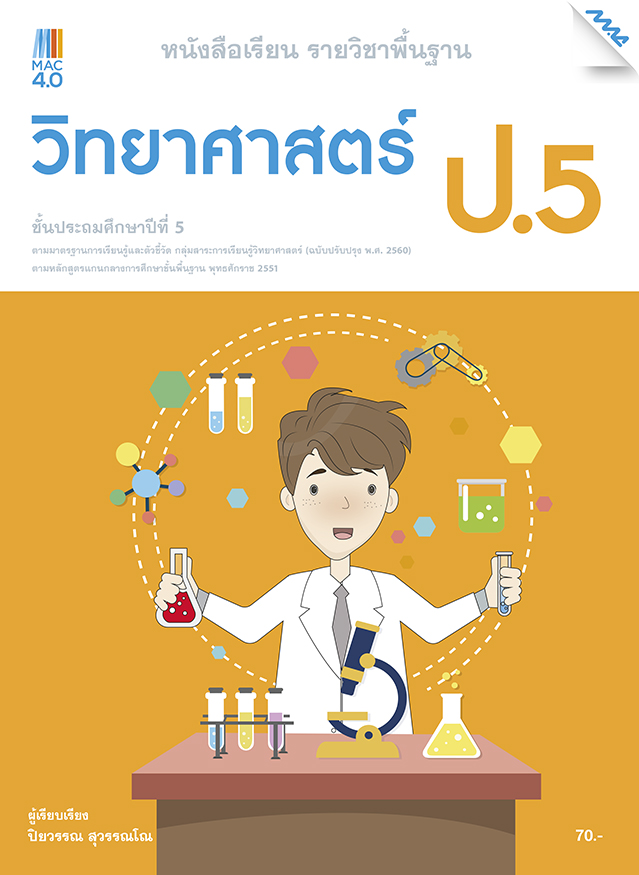 MAC
4.0
หนังสือเรียน รายวิชาพื้นฐาน
วิทยาศาสตร์ ป.5
ชั้นประถมศึกษาปีที่ 5
ตามมาตรฐานการเรียนรู้และตัวชี้วัด กลุ่มสาระการเรียนรู้วิทยาศาสตร์ (ฉบับปรับปรุง พ.ศ. 2560)
ตามหลักสูตรแกนกลางการศึกษาขั้นพื้นฐาน พุทธศักราช 2551
ผู้เรียบเรียง
ปิยวรรณ สุวรรณโณ
70.-